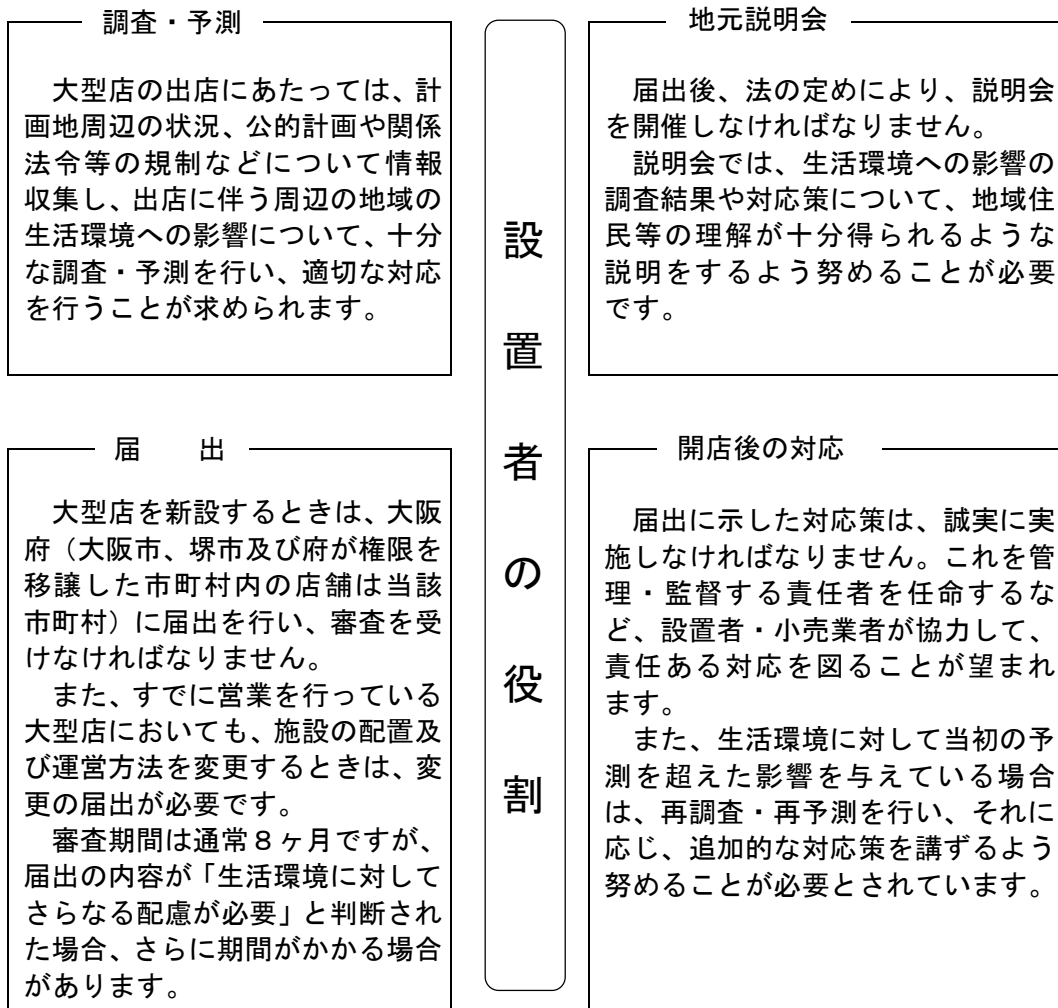 調査・予測
　大型店の出店にあたっては、計
画地周辺の状況、公的計画や関係
法令等の規制などについて情報
収集し、出店に伴う周辺の地域の
生活環境への影響について、十分
な調査・予測を行い、適切な対応
を行うことが求められます。
届　　出
　大型店を新設するときは、大阪
府（大阪市、堺市及び府が権限を
移譲した市町村内の店舗は当該
市町村）に届出を行い、審査を受
けなければなりません。
　また、すでに営業を行っている
大型店においても、施設の配置及
び運営方法を変更するときは、変
更の届出が必要です。
　審査期間は通常８ヶ月ですが、
届出の内容が「生活環境に対して
さらなる配慮が必要」と判断され
た場合、さらに期間がかかる場合
があります。
設置者の役割
地元説明会
　届出後、法の定めにより、説明会
を開催しなければなりません。
　説明会では、生活環境への影響の
調査結果や対応策について、地域住
民等の理解が十分得られるような
説明をするよう努めることが必要
です。
開店後の対応
　届出に示した対応策は、誠実に実
施しなければなりません。これを管
理・監督する責任者を任命するな
ど、設置者・小売業者が協力して、
責任ある対応を図ることが望まれ
ます。
　また、生活環境に対して当初の予
測を超えた影響を与えている場合
は、再調査・再予測を行い、それに
応じ、追加的な対応策を講ずるよう
努めることが必要とされています。